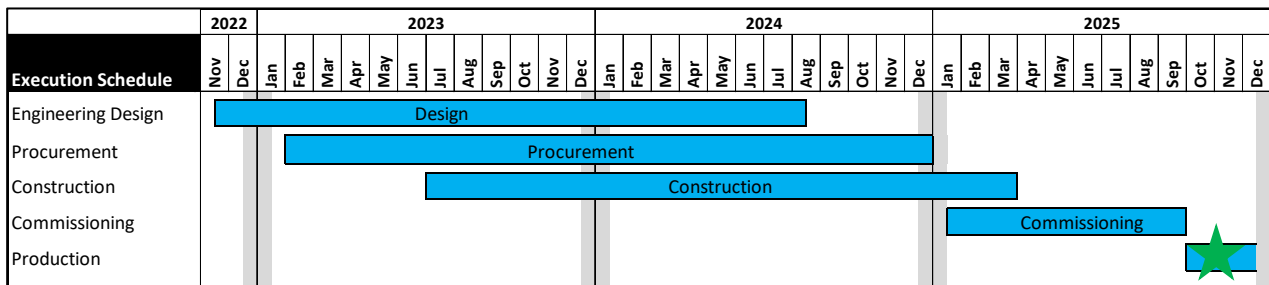 2022 2023 2024 2025
Execution Schedule Nov Dec Jan Feb Mar Apr May Jun Jul Aug Sep Oct Nov Dec Jan Feb Mar Apr May Jun Jul Aug Sep Oct Nov Dec Jan Feb Mar Apr May Jun Jul Aug Sep Oct Nov Dec
Engineering Design Design
Procurement Procurement
Construction Construction
Commissioning Commissioning
Production